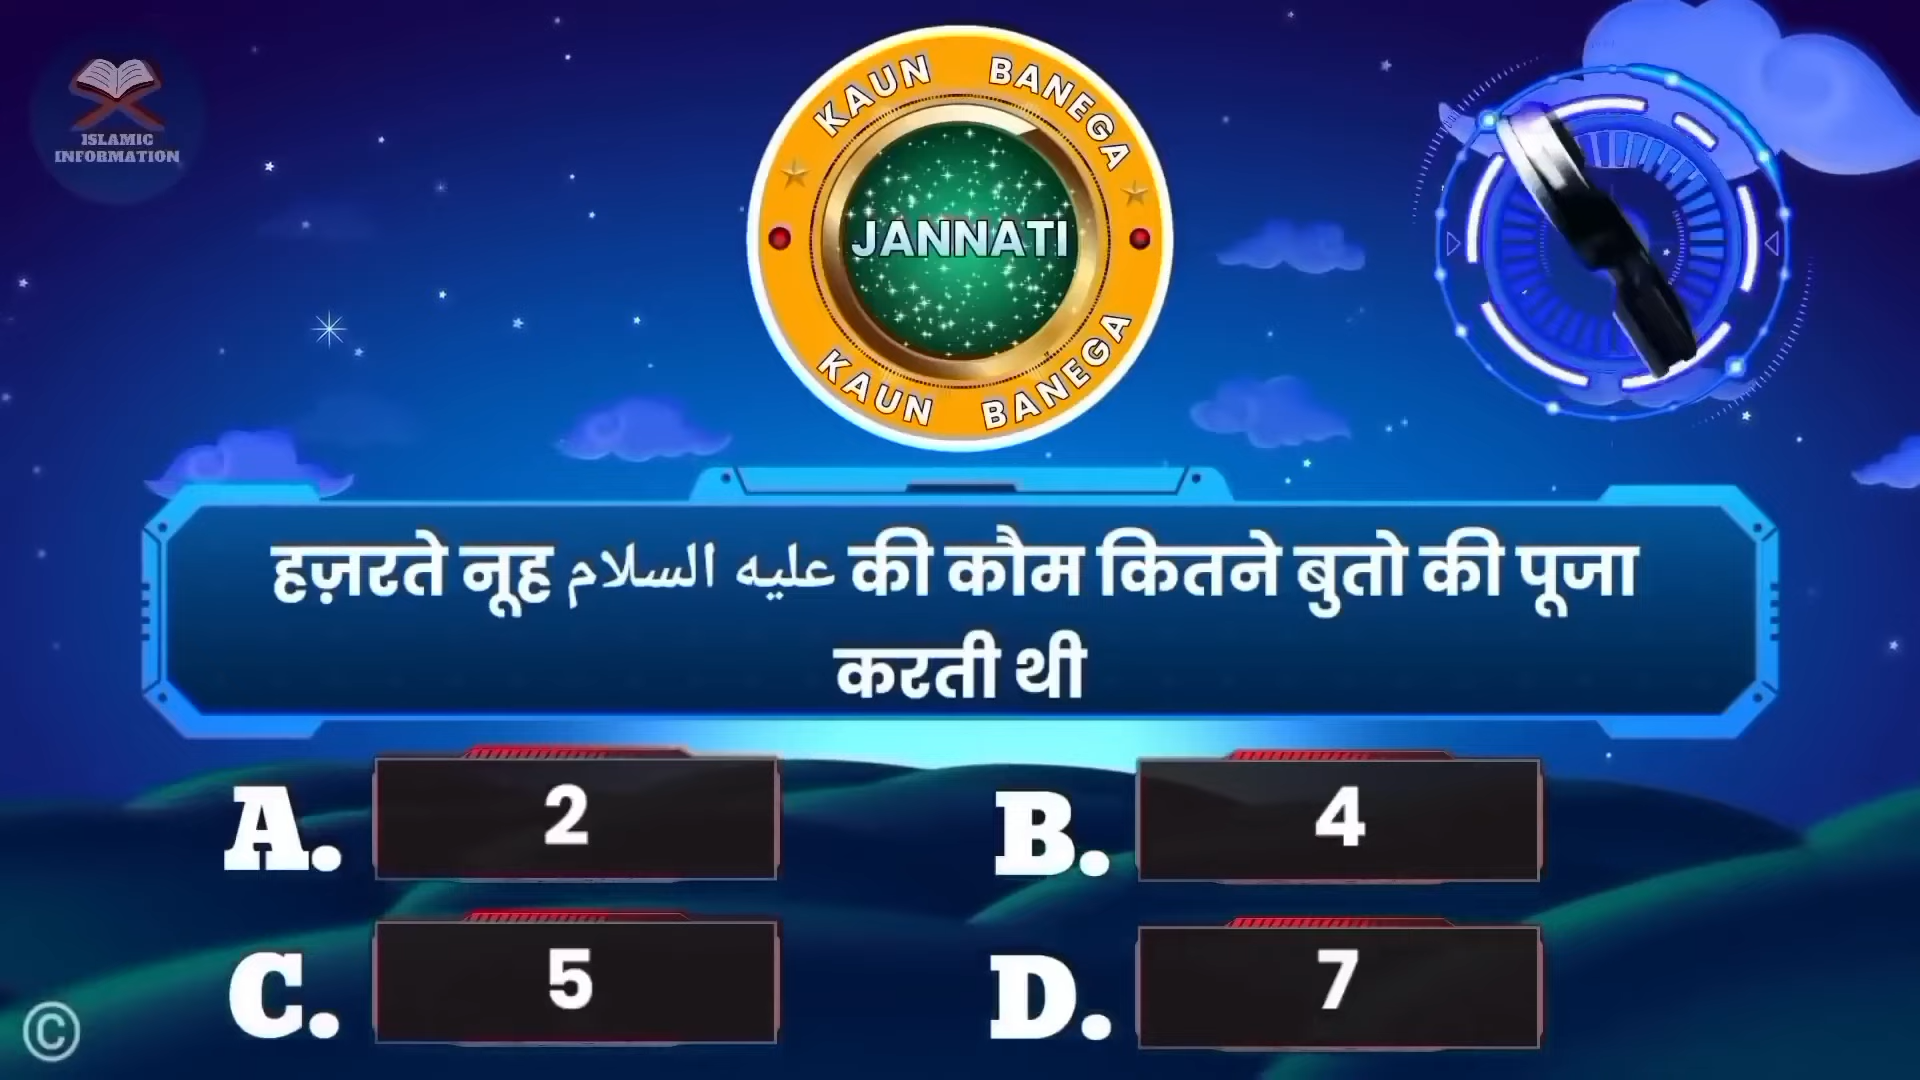 ISLAMIC
INFORMATION
KAUN BANEGA
JANNATI
KAUN BANEGA
हज़रते नूह عليه السلام की कौम कितने बुतो की पूजा
करती थी
A. 2
B. 4
C. 5
D. 7
©